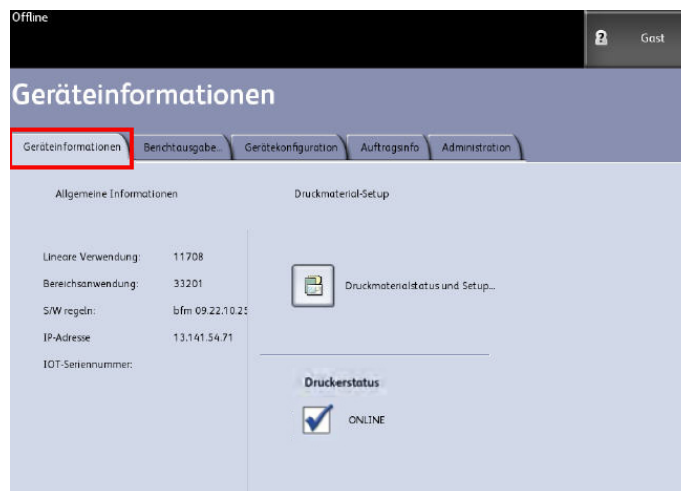 Offline
Gast
Geräteinformationen
Geräteinformationen Berichtausgabe... Gerätekonfiguration Auftragsinfo Administration
Allgemeine Informationen Druckmaterial-Setup
Lineare Verwendung: 11708
Bereichsanwendung: 33201
Druckmaterialstatus und Setup...
S/W regeln: bfm 09.22.10.25
IP-Adresse 13.141.54.71
IOT-Seriennummer:
Druckerstatus
ONLINE